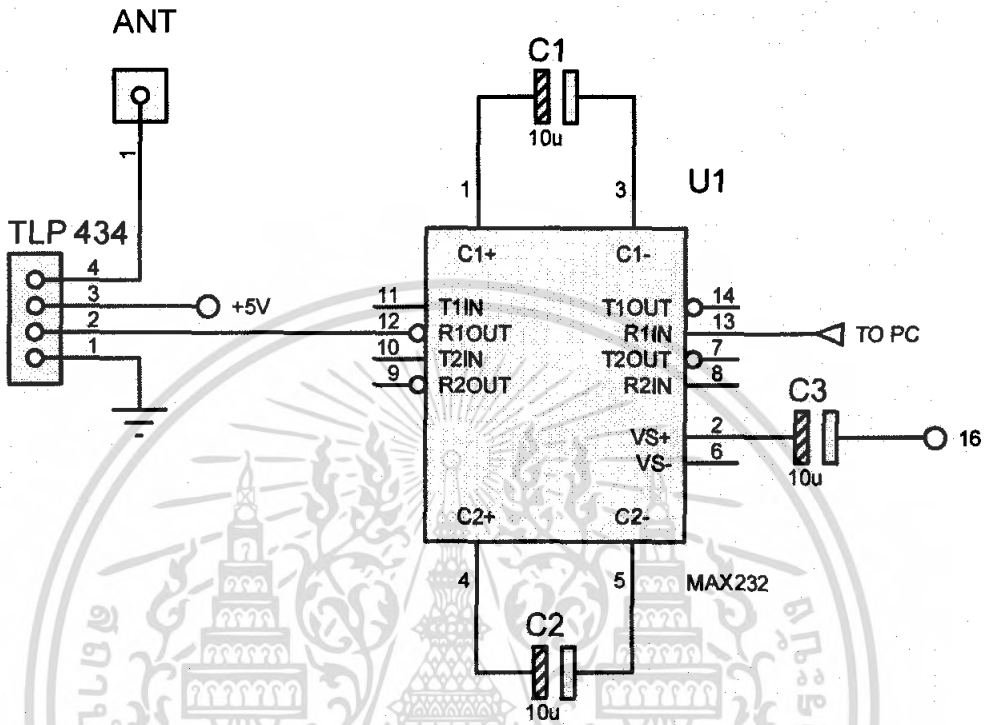 ANT
1
TLP 434
4
3
+5V
2
1
C1
10u
1
3
U1
C1+
C1-
11
T1IN
T1OUT
14
12
R1OUT
R1IN
13
TO PC
10
T2IN
T2OUT
7
9
R2OUT
R2IN
8
VS+
2
C3
10u
16
VS-
6
C2+
C2-
4
5
MAX232
C2
10u